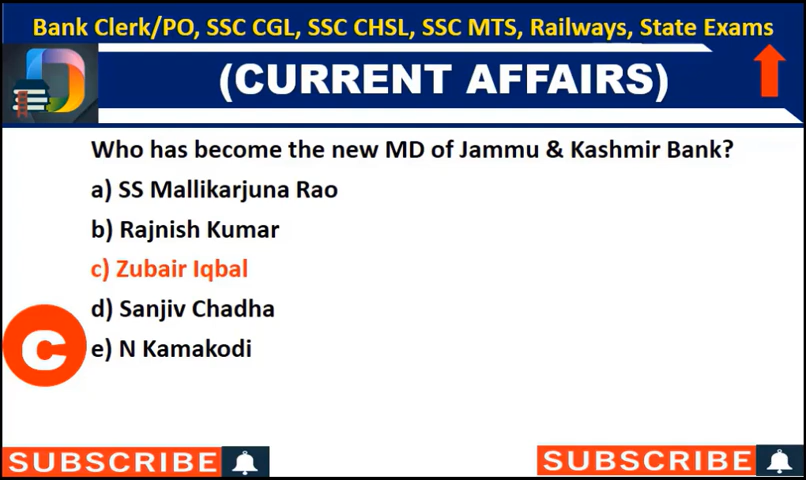 Bank Clerk/PO, SSC CGL, SSC CHSL, SSC MTS, Railways, State Exams
(CURRENT AFFAIRS)
Who has become the new MD of Jammu & Kashmir Bank?
a) SS Mallikarjuna Rao
b) Rajnish Kumar
c) Zubair Iqbal
d) Sanjiv Chadha
C
e) N Kamakodi
SUBSCRIBE
SUBSCRIBE